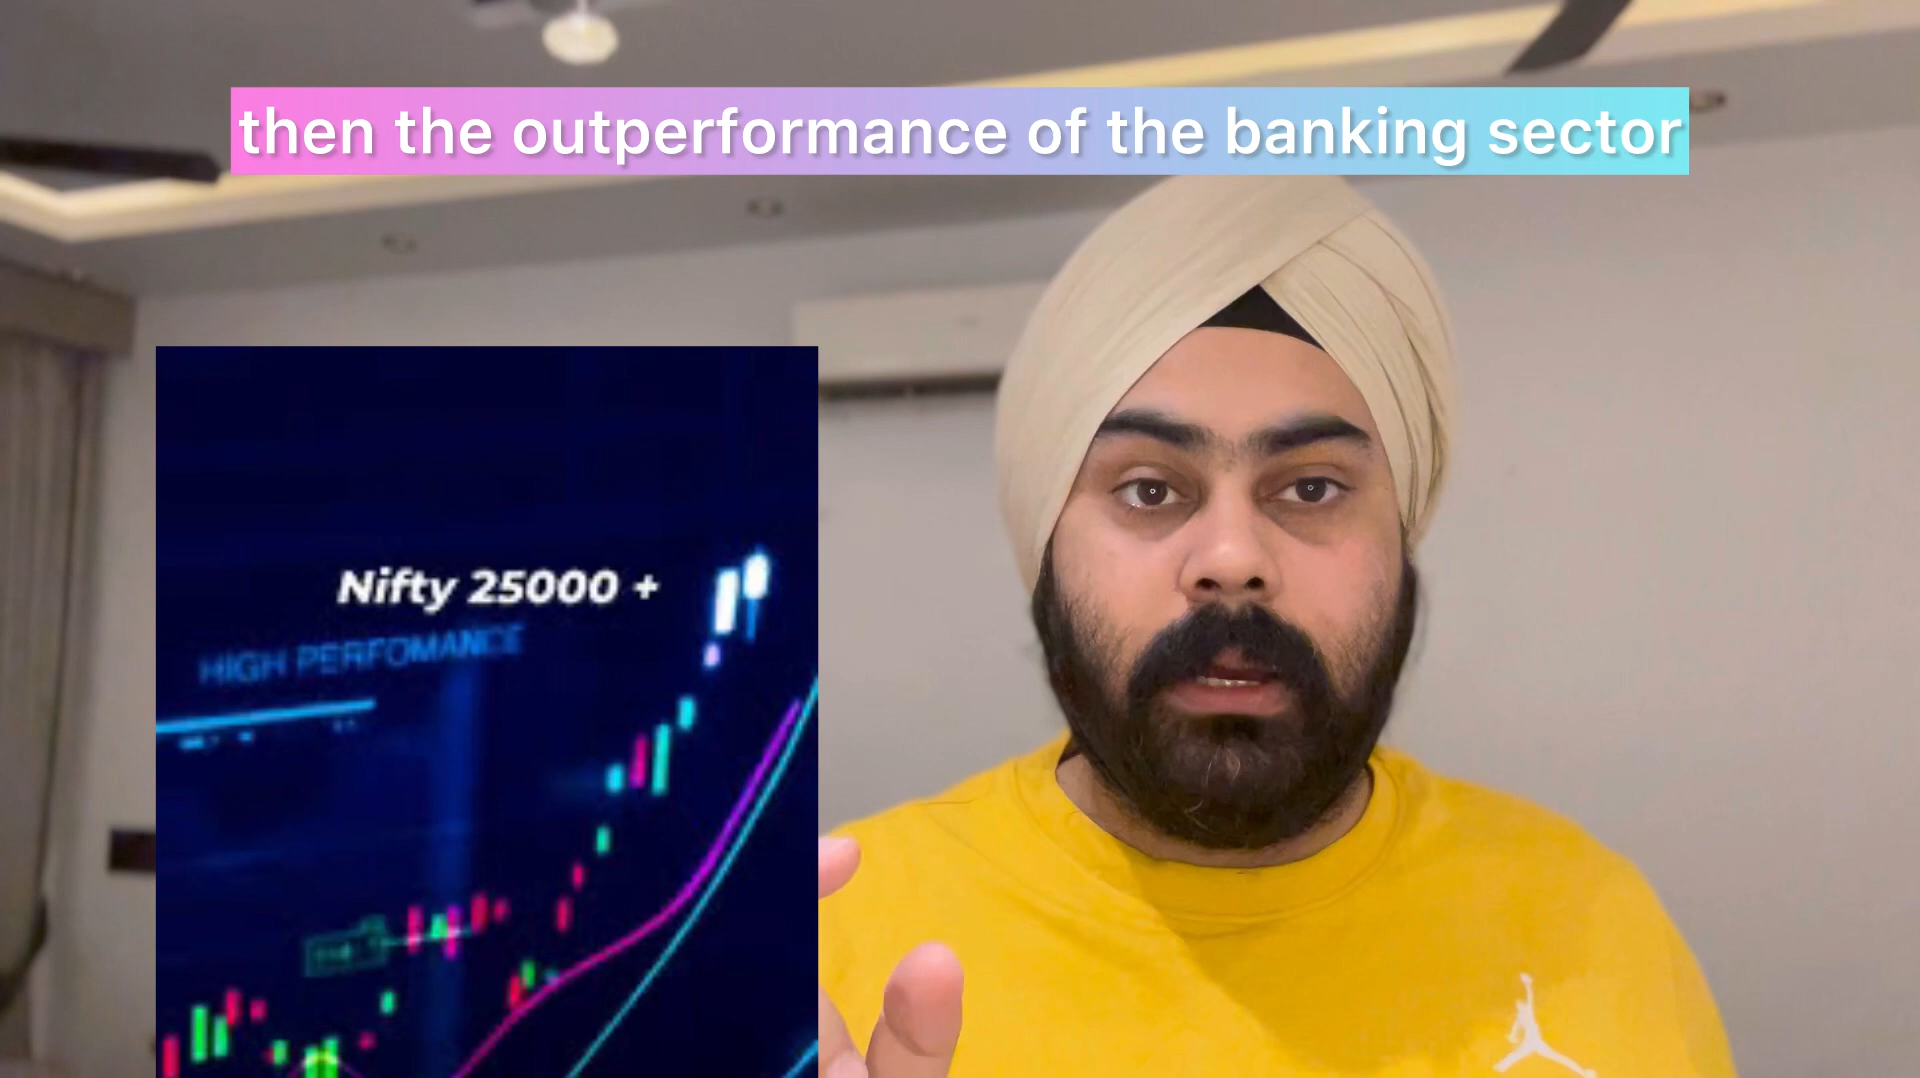 then the outperformance of the banking sector
Nifty 25000 +
HIGH PERFOMANCE